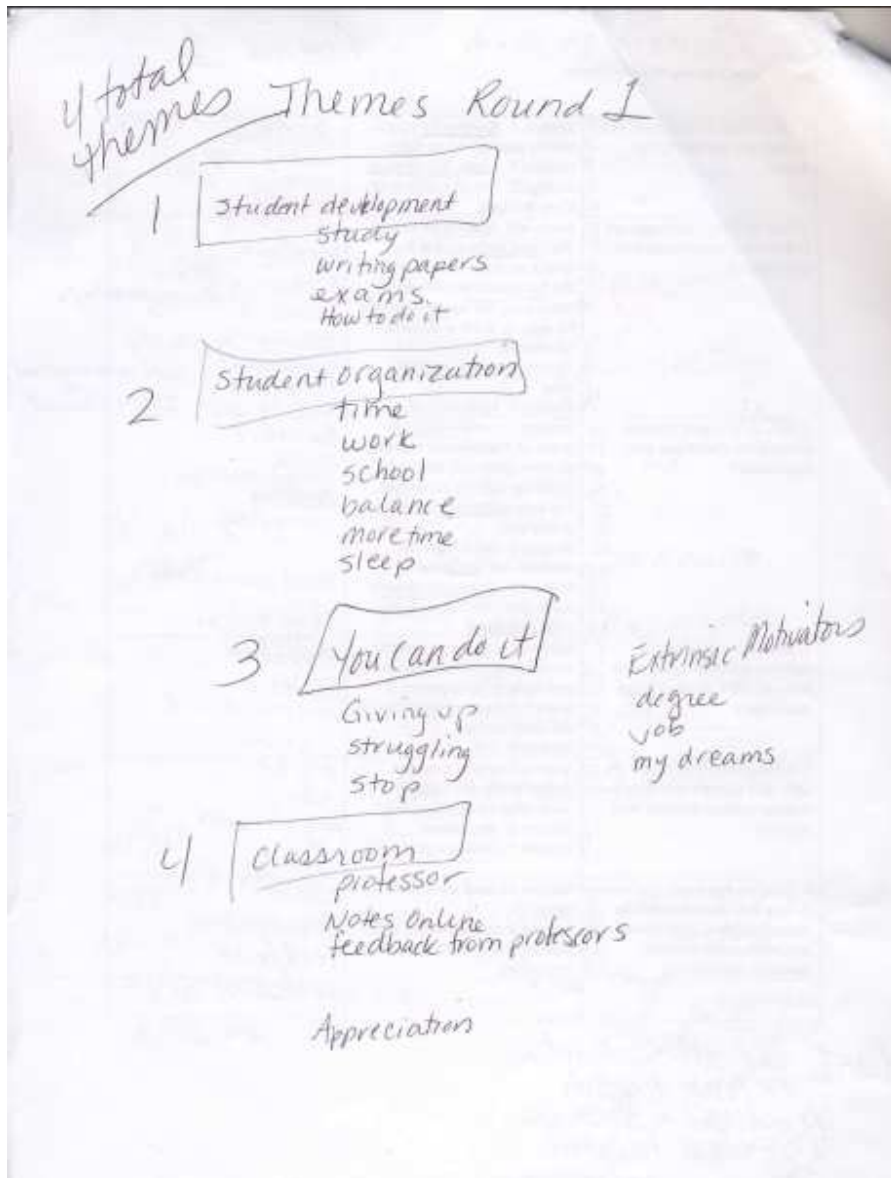 4 total
themes
Themes Round 1
1 Student development
study
writing papers
exams.
How to do it
2 Student organization
time
work
school
balance
more time
sleep
3 You can do it
Giving up
struggling
stop
Extrinsic Motivators
degree
job
my dreams
4 Classroom
professor
Notes Online
feedback from professors
Appreciation